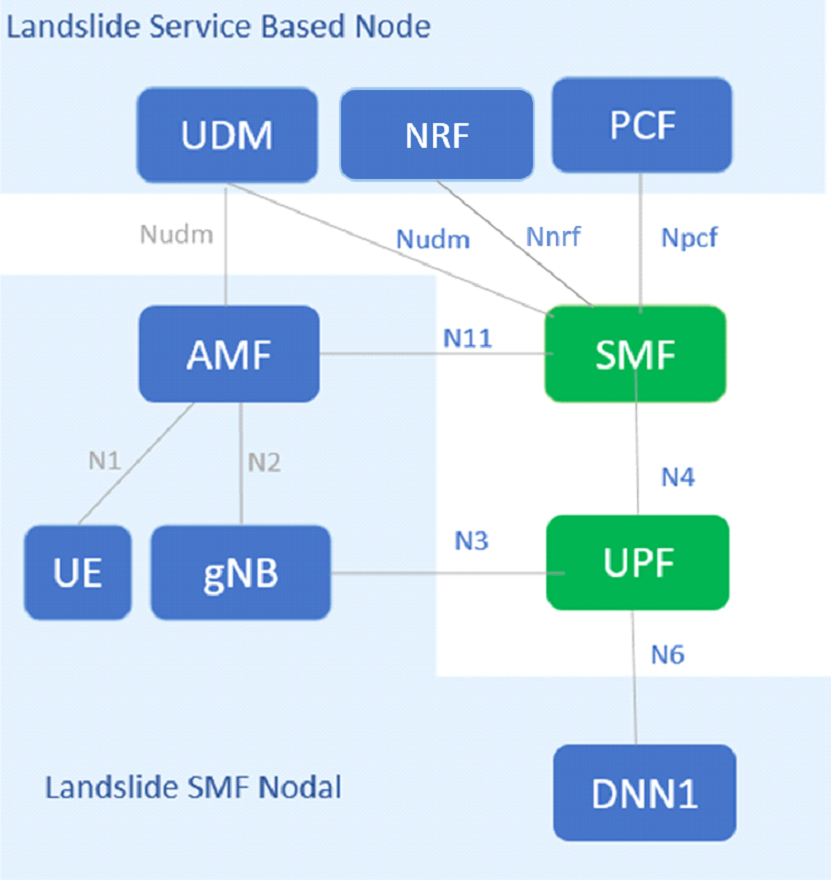 Landslide Service Based Node
UDM
NRF
PCF
Nudm
Nudm
Nnrf
Npcf
AMF
N11
SMF
N1
N2
N4
UE
gNB
N3
UPF
N6
Landslide SMF Nodal
DNN1